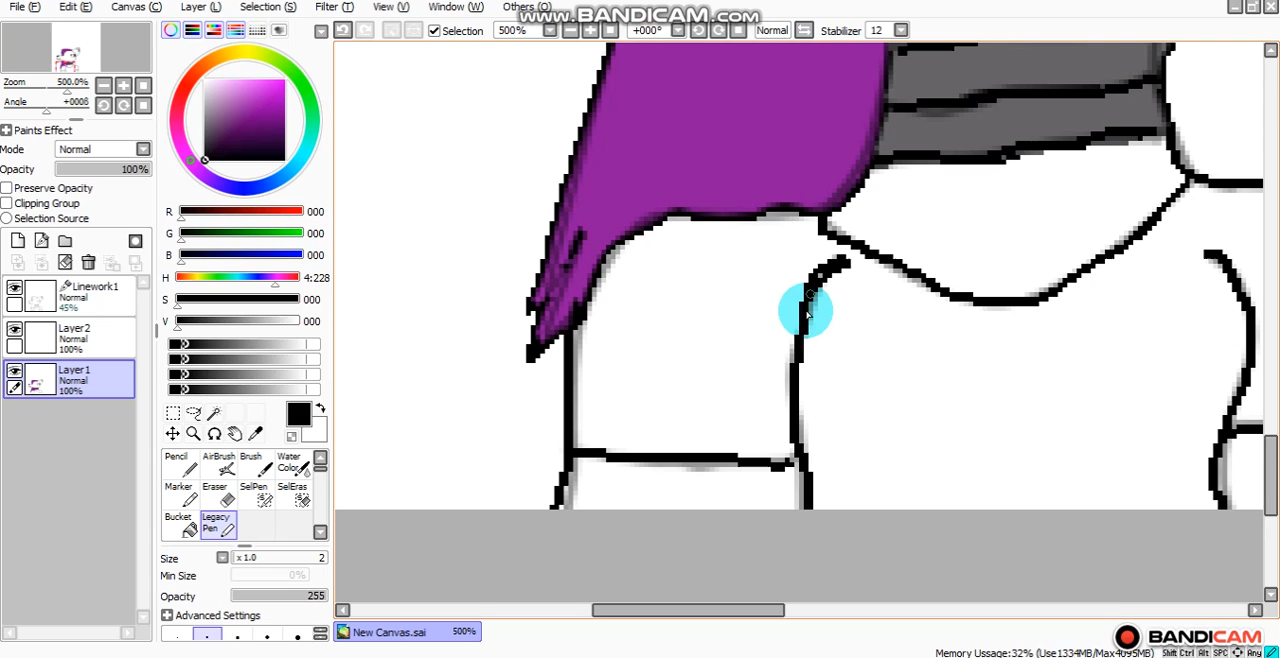 File (F) Edit (E) Canvas (C) Layer (L) Selection (S) Filter (T) View (V) Window (W) Others (O)
www.BANDICAM.com
Selection 500% +000° Normal Stabilizer 12
Zoom 500.0%
Angle +000ß
Paints Effect
Mode Normal
Opacity 100%
Preserve Opacity
Clipping Group
Selection Source
Linework1
Normal
45%
Layer2
Normal
100%
Layer1
Normal
100%
R 000
G 000
B 000
H 4:228
S 000
V 000
Pencil AirBrush Brush Water Color
Marker Eraser SelPen SelEras
Bucket Legacy Pen
Size x 1.0 2
Min Size 0%
Opacity 255
Advanced Settings
New Canvas.sai 500%
BANDICAM
Memory Usage: 32% (Use1334MB/Max4095MB) Shift Ctrl Alt SPC Any